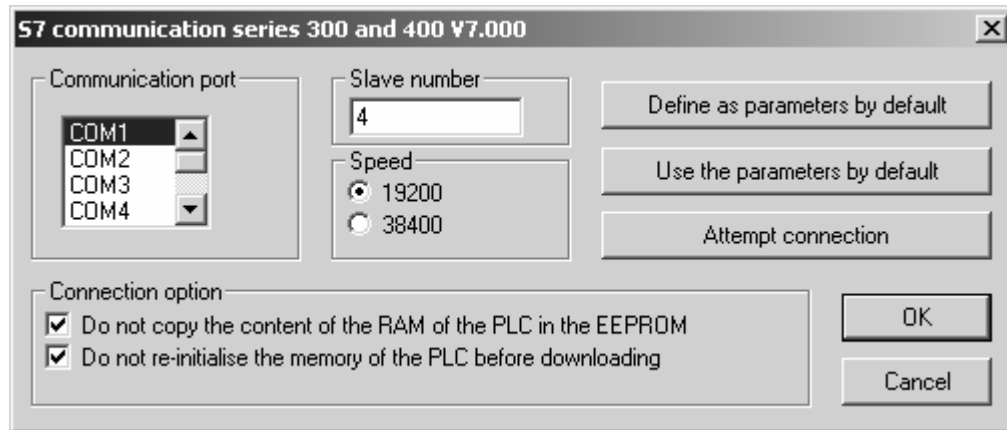 S7 communication series 300 and 400 V7.000
Communication port
COM1
COM2
COM3
COM4
Slave number
4
Speed
19200
38400
Define as parameters by default
Use the parameters by default
Attempt connection
Connection option
Do not copy the content of the RAM of the PLC in the EEPROM
Do not re-initialise the memory of the PLC before downloading
OK
Cancel